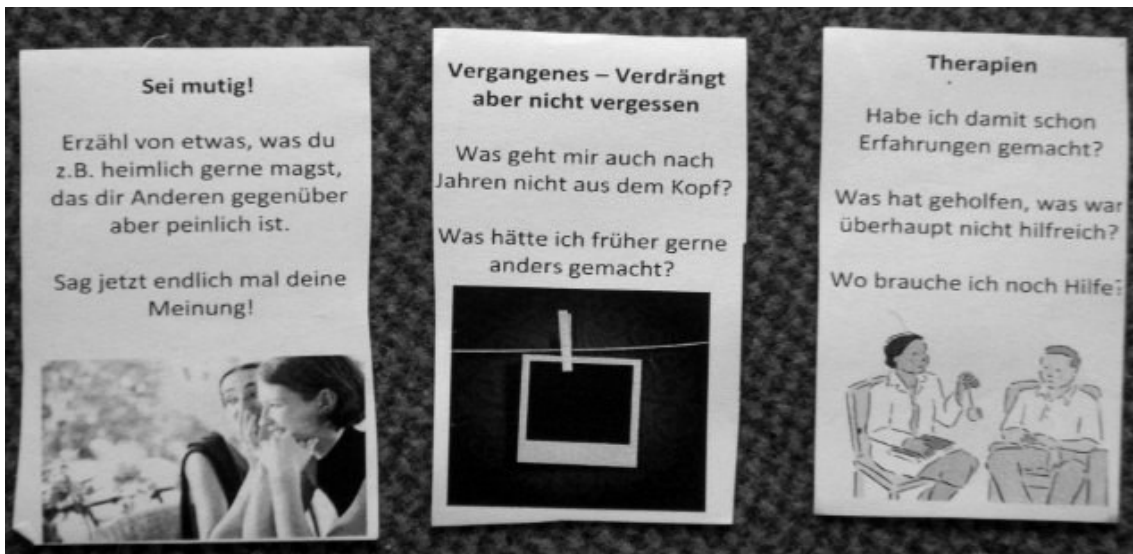 Sei mutig!
Erzähl von etwas, was du
z.B. heimlich gerne magst,
das dir Anderen gegenüber
aber peinlich ist.
Sag jetzt endlich mal deine
Meinung!
Vergangenes – Verdrängt
aber nicht vergessen
Was geht mir auch nach
Jahren nicht aus dem Kopf?
Was hätte ich früher gerne
anders gemacht?
Therapien
Habe ich damit schon
Erfahrungen gemacht?
Was hat geholfen, was war
überhaupt nicht hilfreich?
Wo brauche ich noch Hilfe?